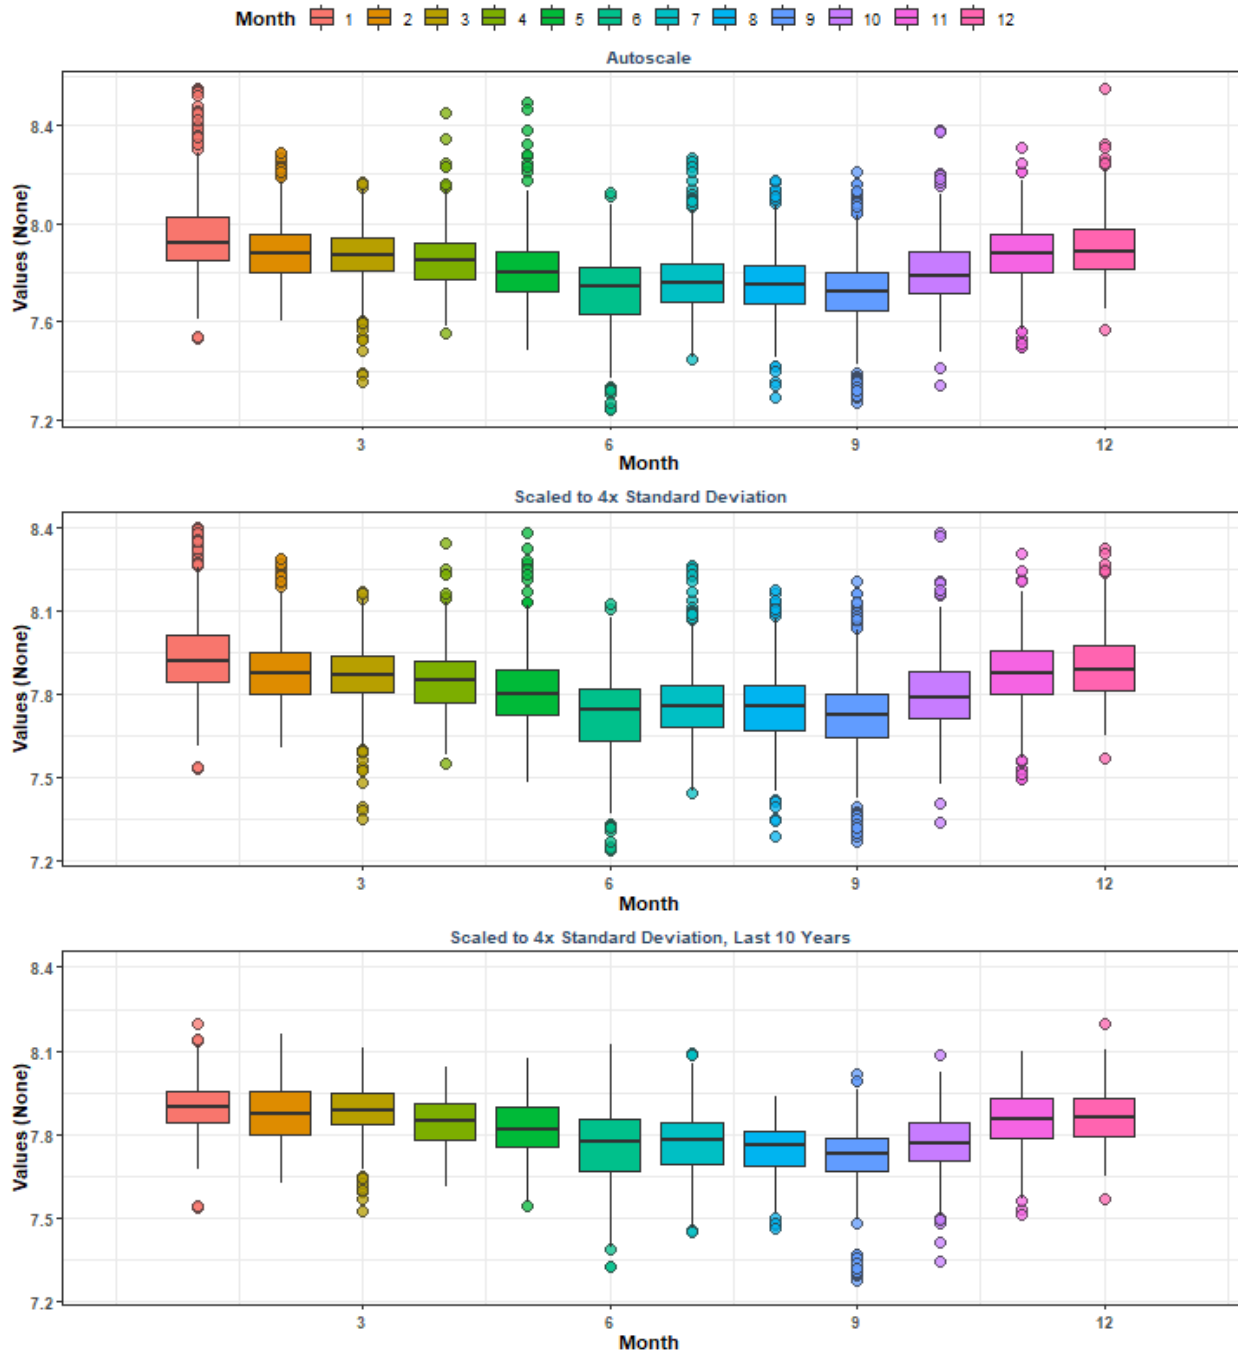 Month 1 2 3 4 5 6 7 8 9 10 11 12
Autoscale
Values (None)
8.4
8.0
7.6
7.2
3 6 9 12
Month
Scaled to 4x Standard Deviation
Values (None)
8.4
8.1
7.8
7.5
7.2
3 6 9 12
Month
Scaled to 4x Standard Deviation, Last 10 Years
Values (None)
8.4
8.1
7.8
7.5
7.2
3 6 9 12
Month